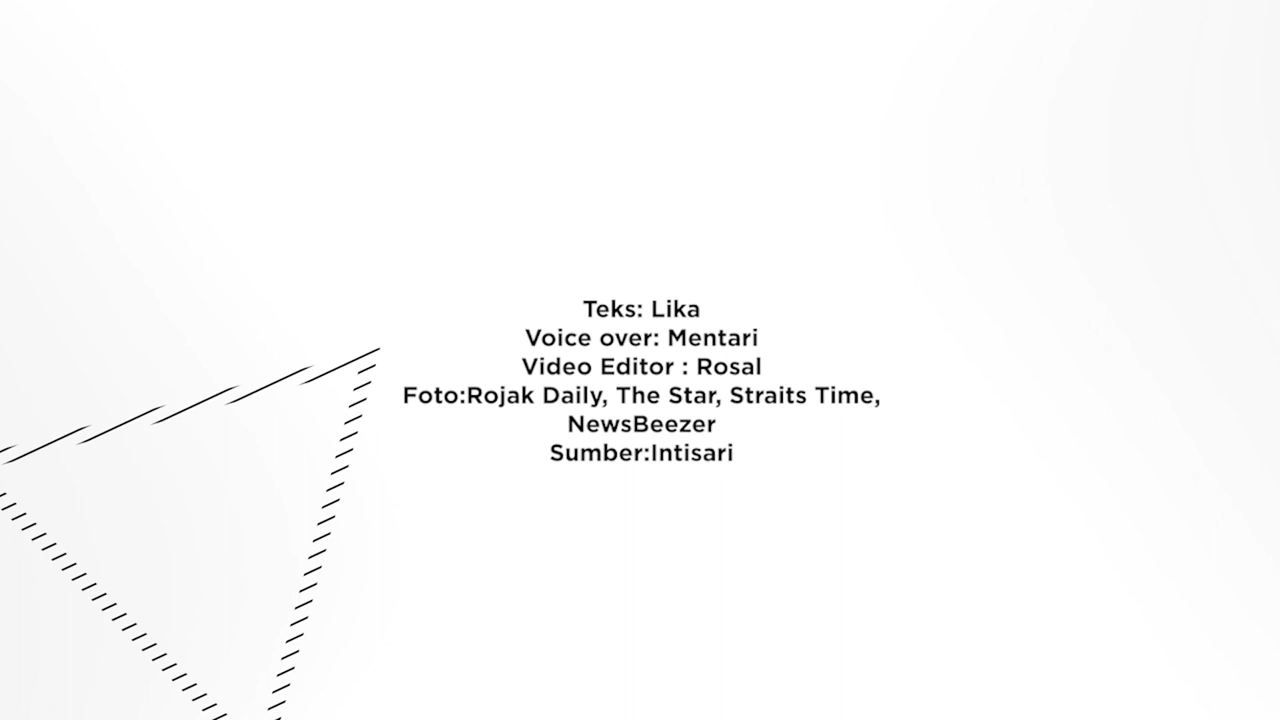 Teks: Lika
Voice over: Mentari
Video Editor : Rosal
Foto:Rojak Daily, The Star, Straits Time,
NewsBeezer
Sumber:Intisari